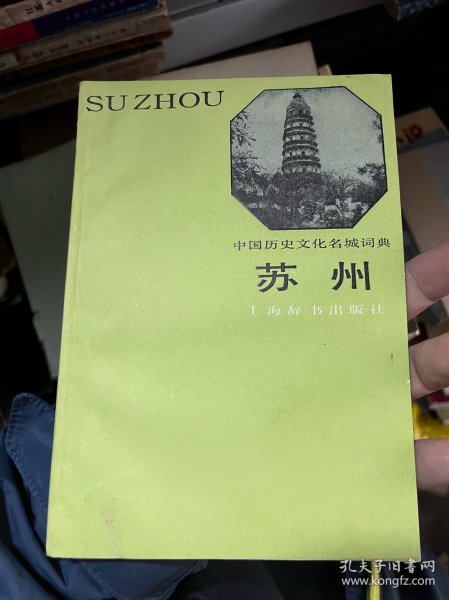 SU ZHOU
中国历史文化名城词典
苏州
上海辞书出版社
孔夫子旧书网
www.kongfz.com